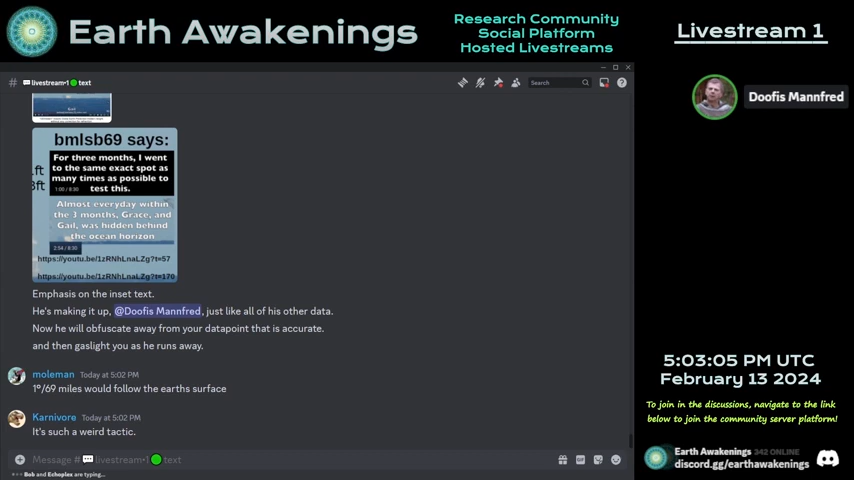 Earth Awakenings
Research Community
Social Platform
Hosted Livestreams
Livestream 1
# livestream•1 text
Search
bmlsb69 says:
1.ft
3ft
For three months, I went
to the same exact spot as
many times as possible to
test this.
1:00 / 8:30
Almost everyday within
the 3 months, Grace, and
Gail, was hidden behind
the ocean horizon
2:54 / 8:30
https://youtu.be/1zRNhLnaLZg?t=57
https://youtu.be/1zRNhLnaLZg?t=170
Emphasis on the inset text.
He's making it up, @Doofis Mannfred, just like all of his other data.
Now he will obfuscate away from your datapoint that is accurate.
and then gaslight you as he runs away.
moleman Today at 5:02 PM
1º/69 miles would follow the earths surface
Karnivore Today at 5:02 PM
It's such a weird tactic.
Message # livestream•1 text
GIF
Bob and Echoplex are typing...
Doofis Mannfred
5:03:05 PM UTC
February 13 2024
To join in the discussions, navigate to the link
below to join the community server platform!
Earth Awakenings 342 ONLINE
discord.gg/earthawakenings